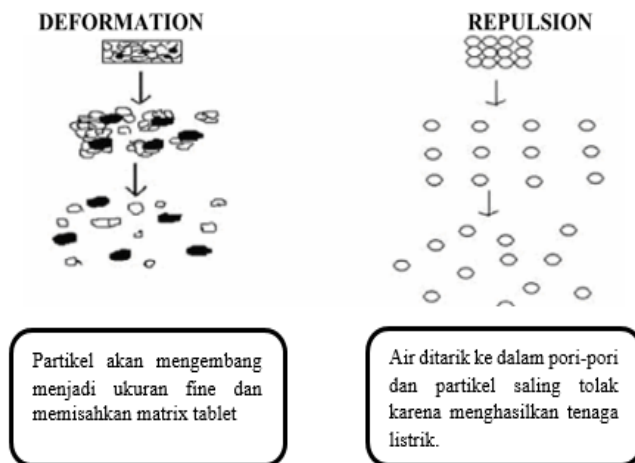 DEFORMATION
REPULSION
Partikel akan mengembang
menjadi ukuran fine dan
memisahkan matrix tablet
Air ditarik ke dalam pori-pori
dan partikel saling tolak
karena menghasilkan tenaga
listrik.